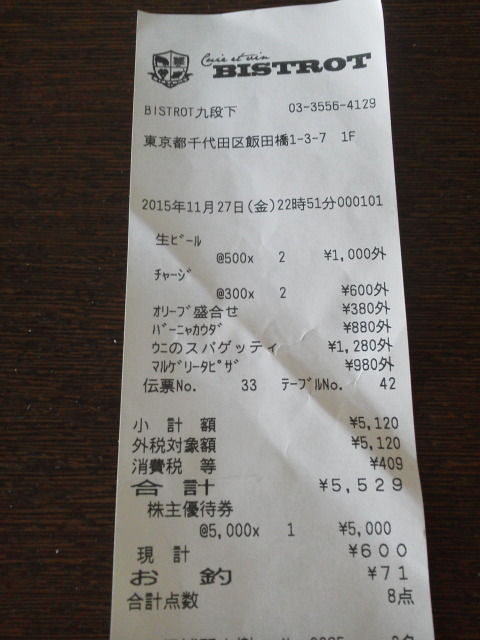 Cuie et vin
BISTROT
BISTROT九段下 03-3556-4129
東京都千代田区飯田橋1-3-7 1F
2015年11月27日(金)22時51分000101
生ﾋﾞｰﾙ
@500x 2 ¥1,000外
ﾁｬｰｼﾞ
@300x 2 ¥600外
ｵﾘｰﾌﾞ盛合せ ¥380外
ﾊﾞｰﾆｬｶｳﾀﾞ ¥880外
ウニのスパゲッティ ¥1,280外
ﾏﾙｹﾞﾘｰﾀﾋﾟｻﾞ ¥980外
伝票No. 33 ﾃｰﾌﾞﾙNo. 42
小計額 ¥5,120
外税対象額 ¥5,120
消費税等 ¥409
合計 ¥5,529
株主優待券
@5,000x 1 ¥5,000
現計 ¥600
お釣 ¥71
合計点数 8点